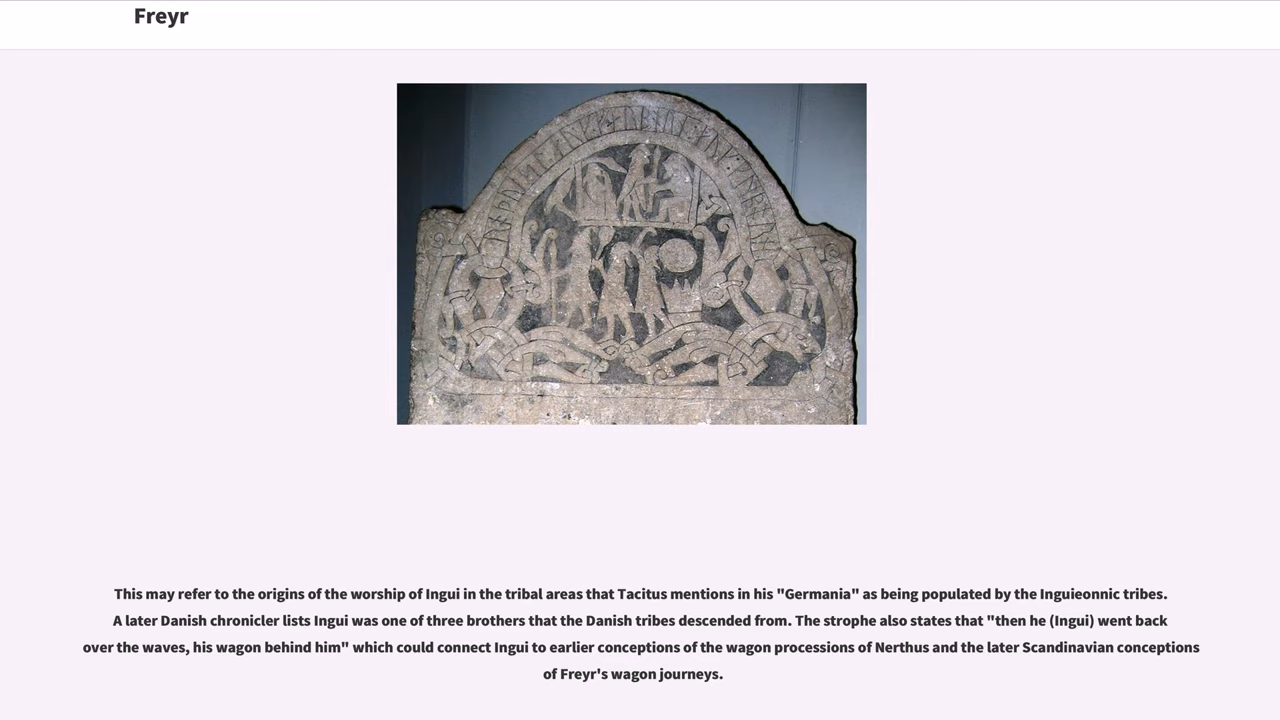 Freyr
This may refer to the origins of the worship of Ingui in the tribal areas that Tacitus mentions in his "Germania" as being populated by the Inguieonnic tribes.
A later Danish chronicler lists Ingui was one of three brothers that the Danish tribes descended from. The strophe also states that "then he (Ingui) went back
over the waves, his wagon behind him" which could connect Ingui to earlier conceptions of the wagon processions of Nerthus and the later Scandinavian conceptions
of Freyr's wagon journeys.